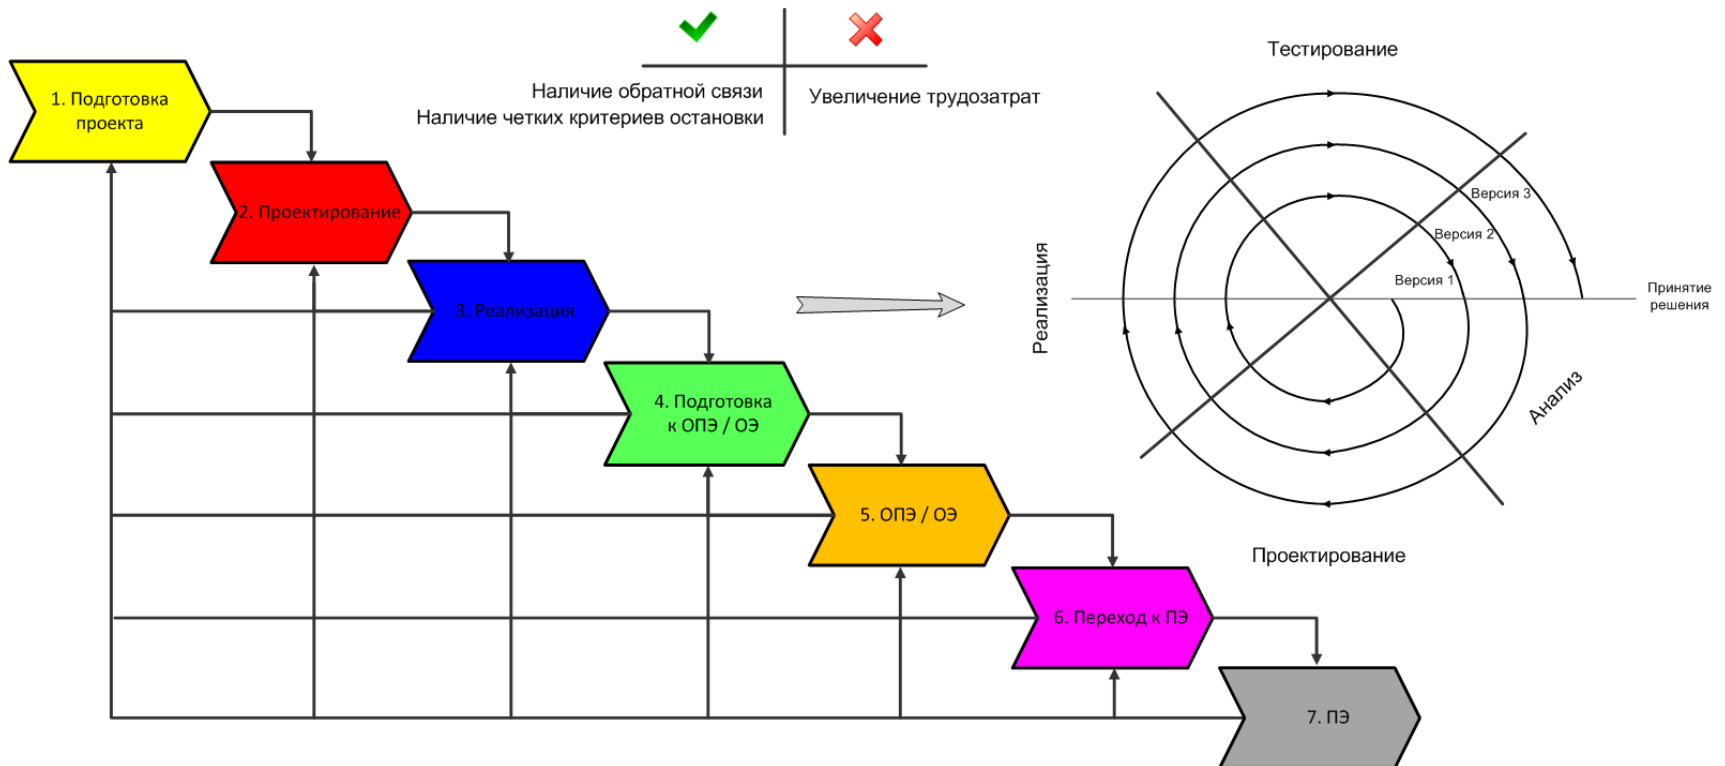 Наличие обратной связи
Наличие четких критериев остановки
Увеличение трудозатрат
1. Подготовка
проекта
2. Проектирование
3. Реализация
4. Подготовка
к ОПЭ / ОЭ
5. ОПЭ / ОЭ
6. Переход к ПЭ
7. ПЭ
Тестирование
Версия 3
Версия 2
Версия 1
Реализация
Принятие
решения
Анализ
Проектирование